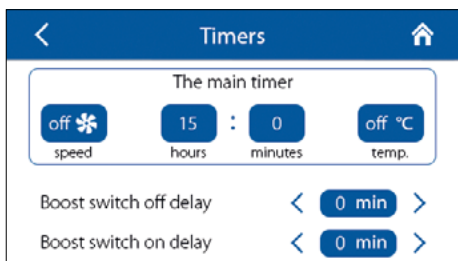 Timers
The main timer
off 15 : 0 off °C
speed hours minutes temp.
Boost switch off delay 0 min
Boost switch on delay 0 min